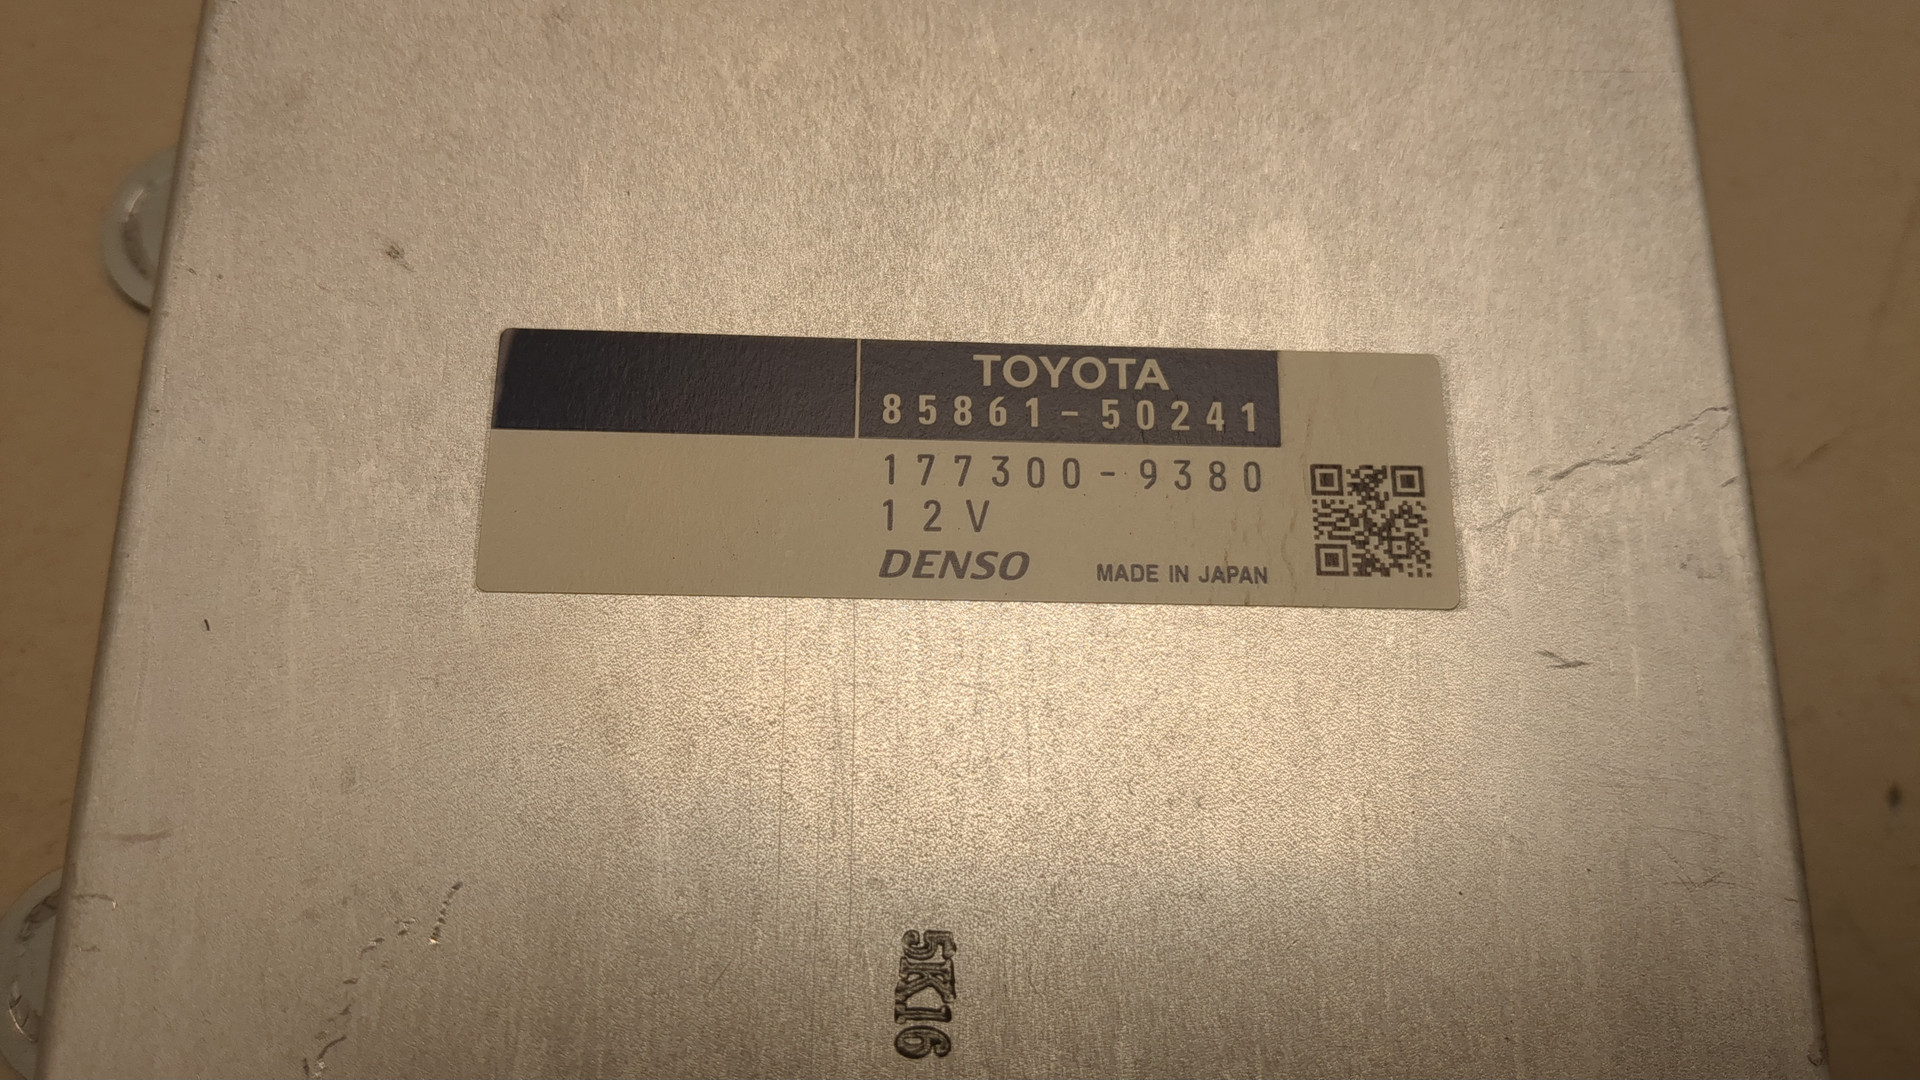 TOYOTA
85861-50241
177300-9380
12V
DENSO MADE IN JAPAN
5K16